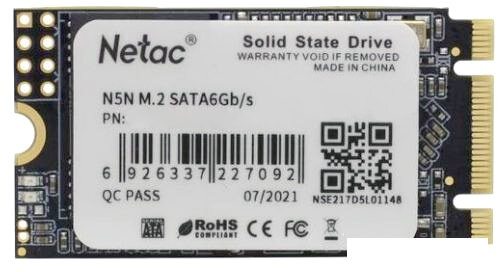 Netac®
Solid State Drive
WARRANTY VOID IF REMOVED
MADE IN CHINA
N5N M.2 SATA6Gb/s
PN:
6 926337 227092
QC PASS
07/2021
NSE217D5L01148
SATA
RoHS
COMPLIANT
CE FC